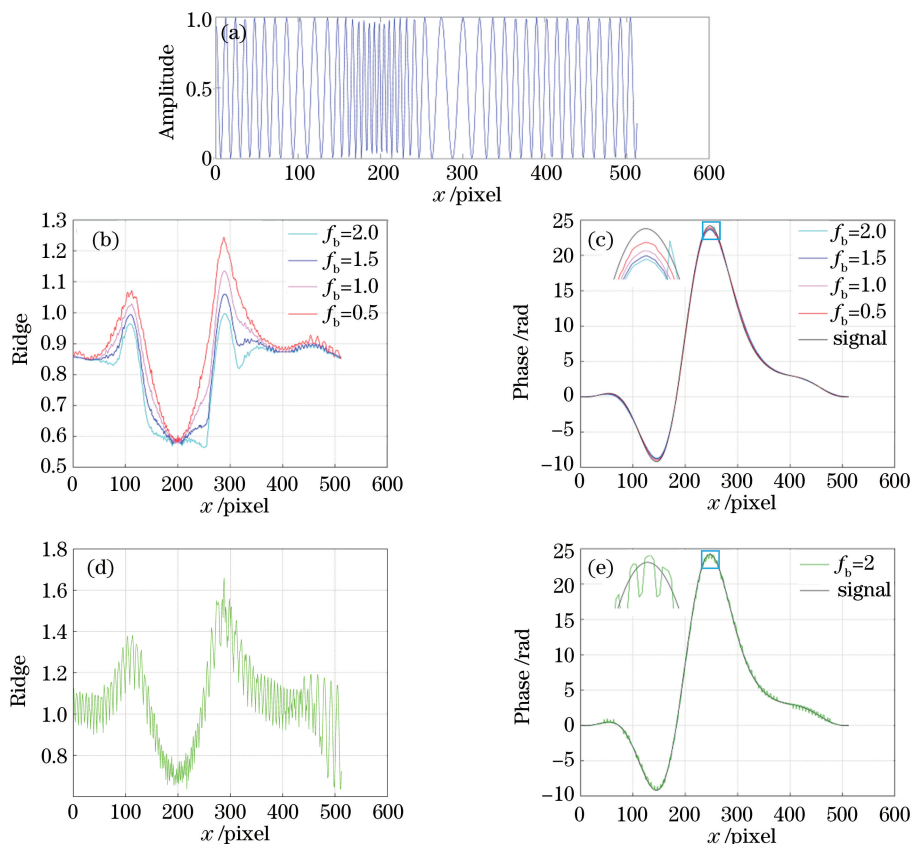 (a)
Amplitude
1.0
0.5
0
0 100 200 300 400 500 600
x /pixel
(b)
Ridge
1.3
1.2
1.1
1.0
0.9
0.8
0.7
0.6
0.5
f_b=2.0
f_b=1.5
f_b=1.0
f_b=0.5
0 100 200 300 400 500 600
x /pixel
(c)
Phase /rad
25
20
15
10
5
0
−5
−10
f_b=2.0
f_b=1.5
f_b=1.0
f_b=0.5
signal
0 100 200 300 400 500 600
x /pixel
(d)
Ridge
1.8
1.6
1.4
1.2
1.0
0.8
0 100 200 300 400 500 600
x /pixel
(e)
Phase /rad
25
20
15
10
5
0
−5
−10
f_b=2
signal
0 100 200 300 400 500 600
x /pixel